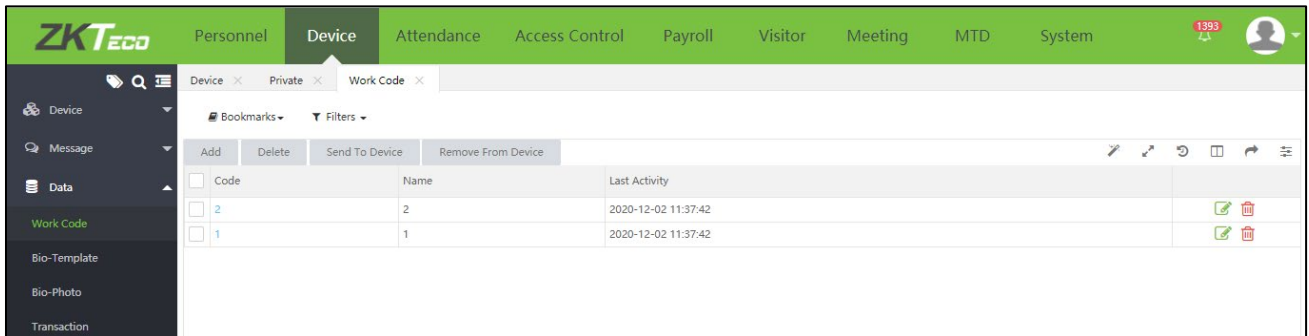 ZKTeco Personnel Device Attendance Access Control Payroll Visitor Meeting MTD System 1393
Device Private Work Code
Device
Bookmarks Filters
Message
Add Delete Send To Device Remove From Device
Data
Code Name Last Activity
2 2 2020-12-02 11:37:42
Work Code
1 1 2020-12-02 11:37:42
Bio-Template
Bio-Photo
Transaction